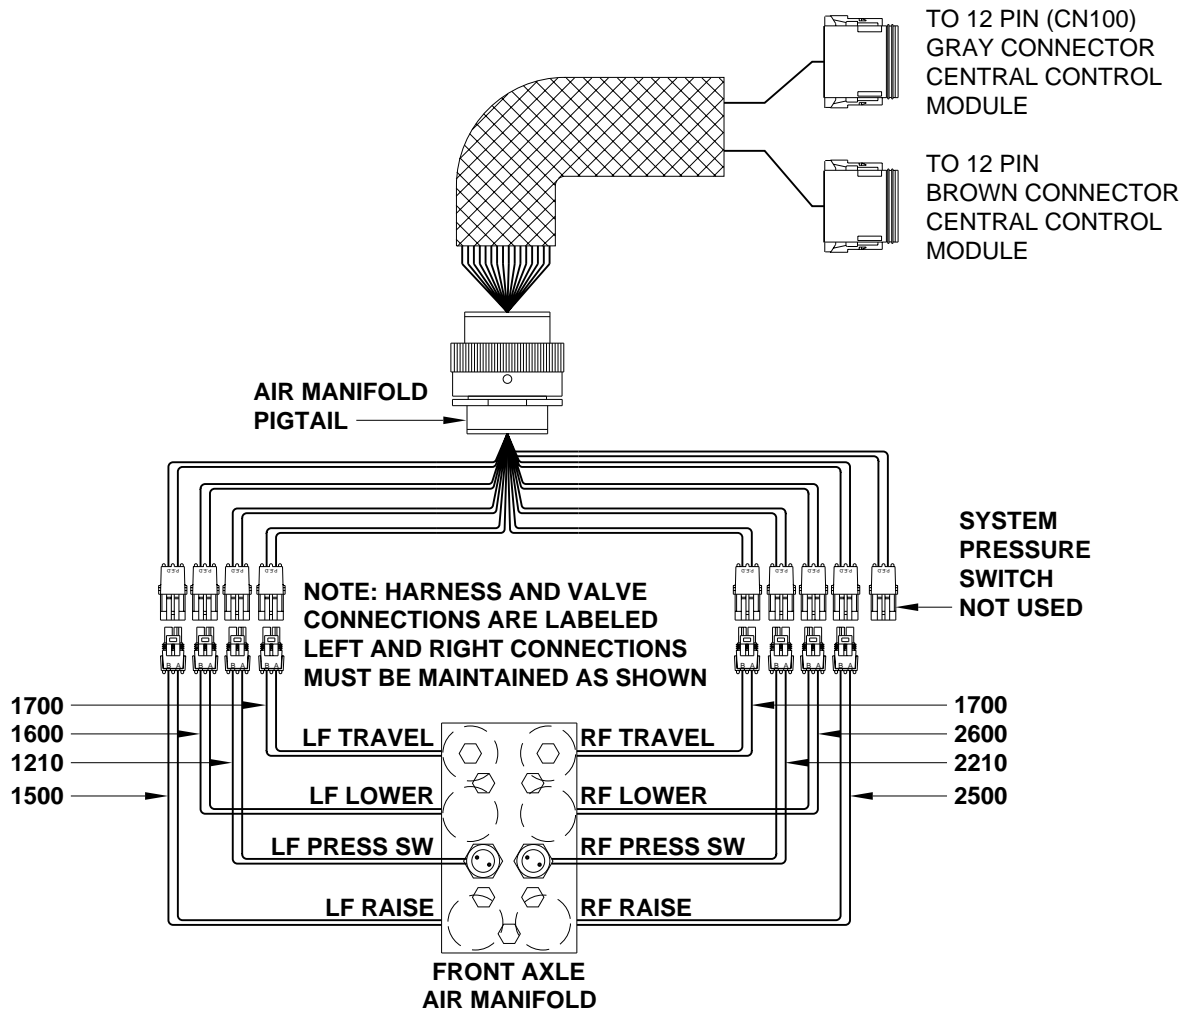 TO 12 PIN (CN100)
GRAY CONNECTOR
CENTRAL CONTROL
MODULE
TO 12 PIN
BROWN CONNECTOR
CENTRAL CONTROL
MODULE
AIR MANIFOLD
PIGTAIL
SYSTEM
PRESSURE
SWITCH
NOT USED
NOTE: HARNESS AND VALVE
CONNECTIONS ARE LABELED
LEFT AND RIGHT CONNECTIONS
MUST BE MAINTAINED AS SHOWN
B A
B A
B A
B A
B A
B A
B A
B A
1700
1600
1210
1500
1700
2600
2210
2500
LF TRAVEL
RF TRAVEL
LF LOWER
RF LOWER
LF PRESS SW
RF PRESS SW
LF RAISE
RF RAISE
FRONT AXLE
AIR MANIFOLD